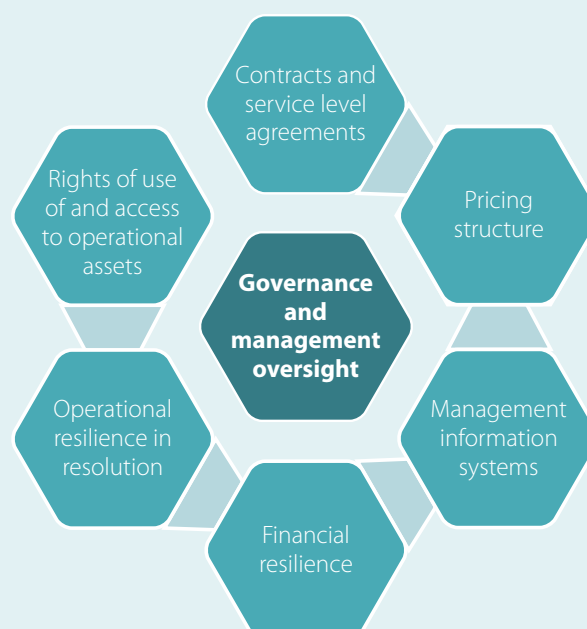 Contracts and
service level
agreements
Rights of use
of and access
to operational
assets
Pricing
structure
Governance
and
management
oversight
Operational
resilience in
resolution
Management
information
systems
Financial
resilience